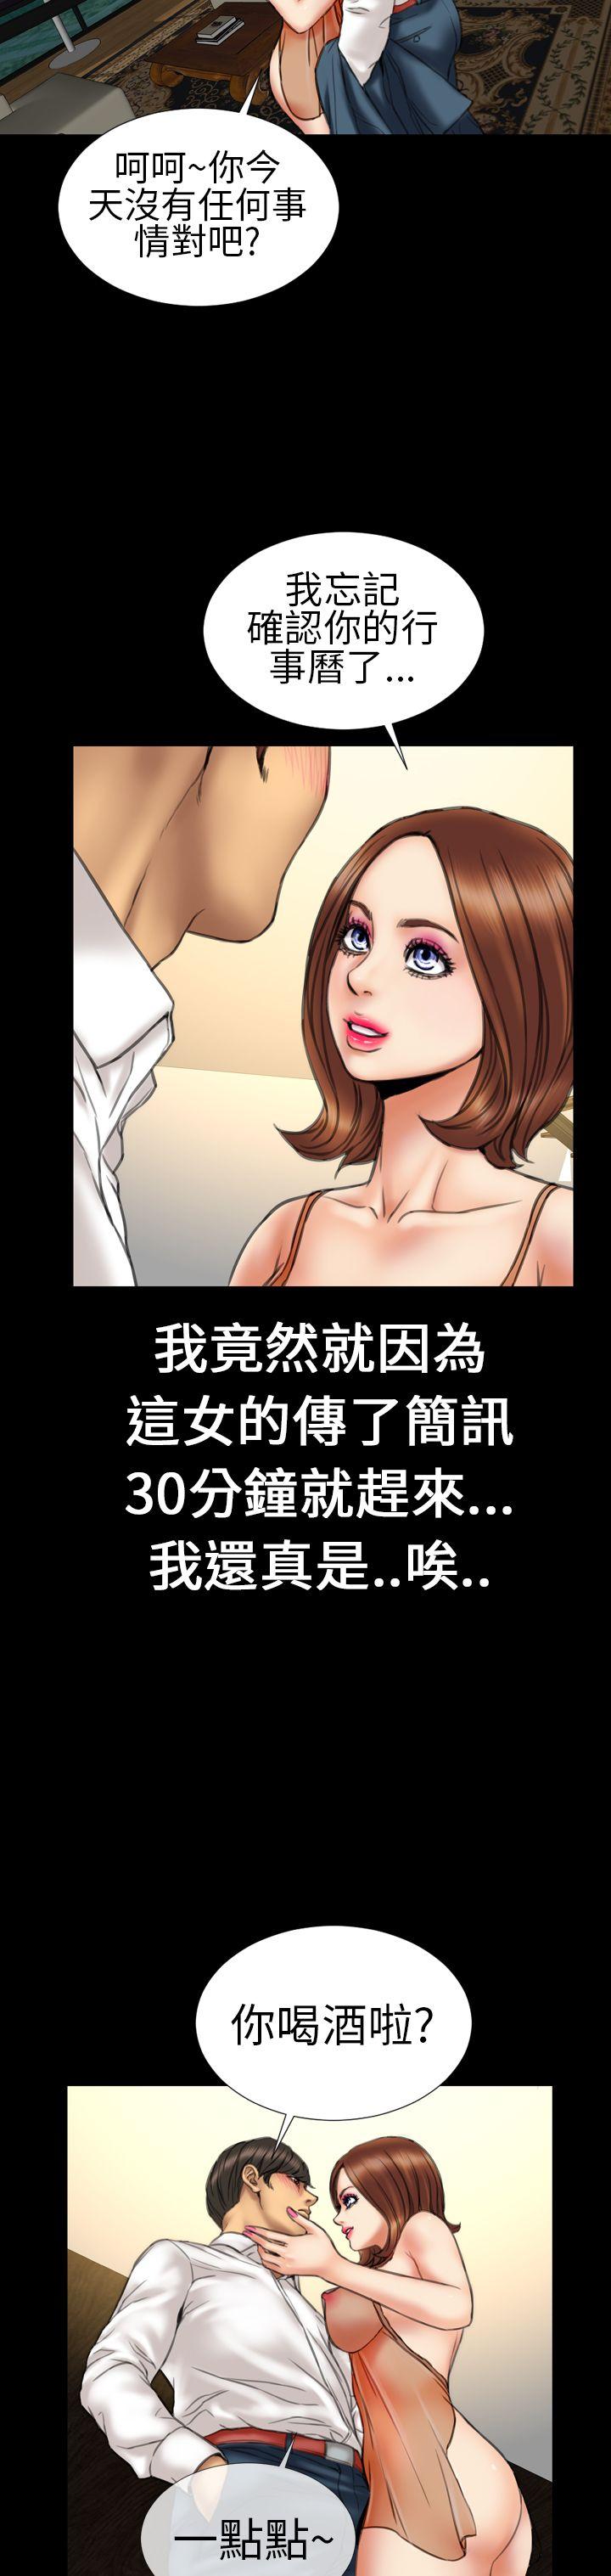 呵呵~你今
天沒有任何事
情對吧?
我忘記
確認你的行
事曆了...
我竟然就因為
這女的傳了簡訊
30分鐘就趕來...
我還真是..唉..
你喝酒啦?
一點點~